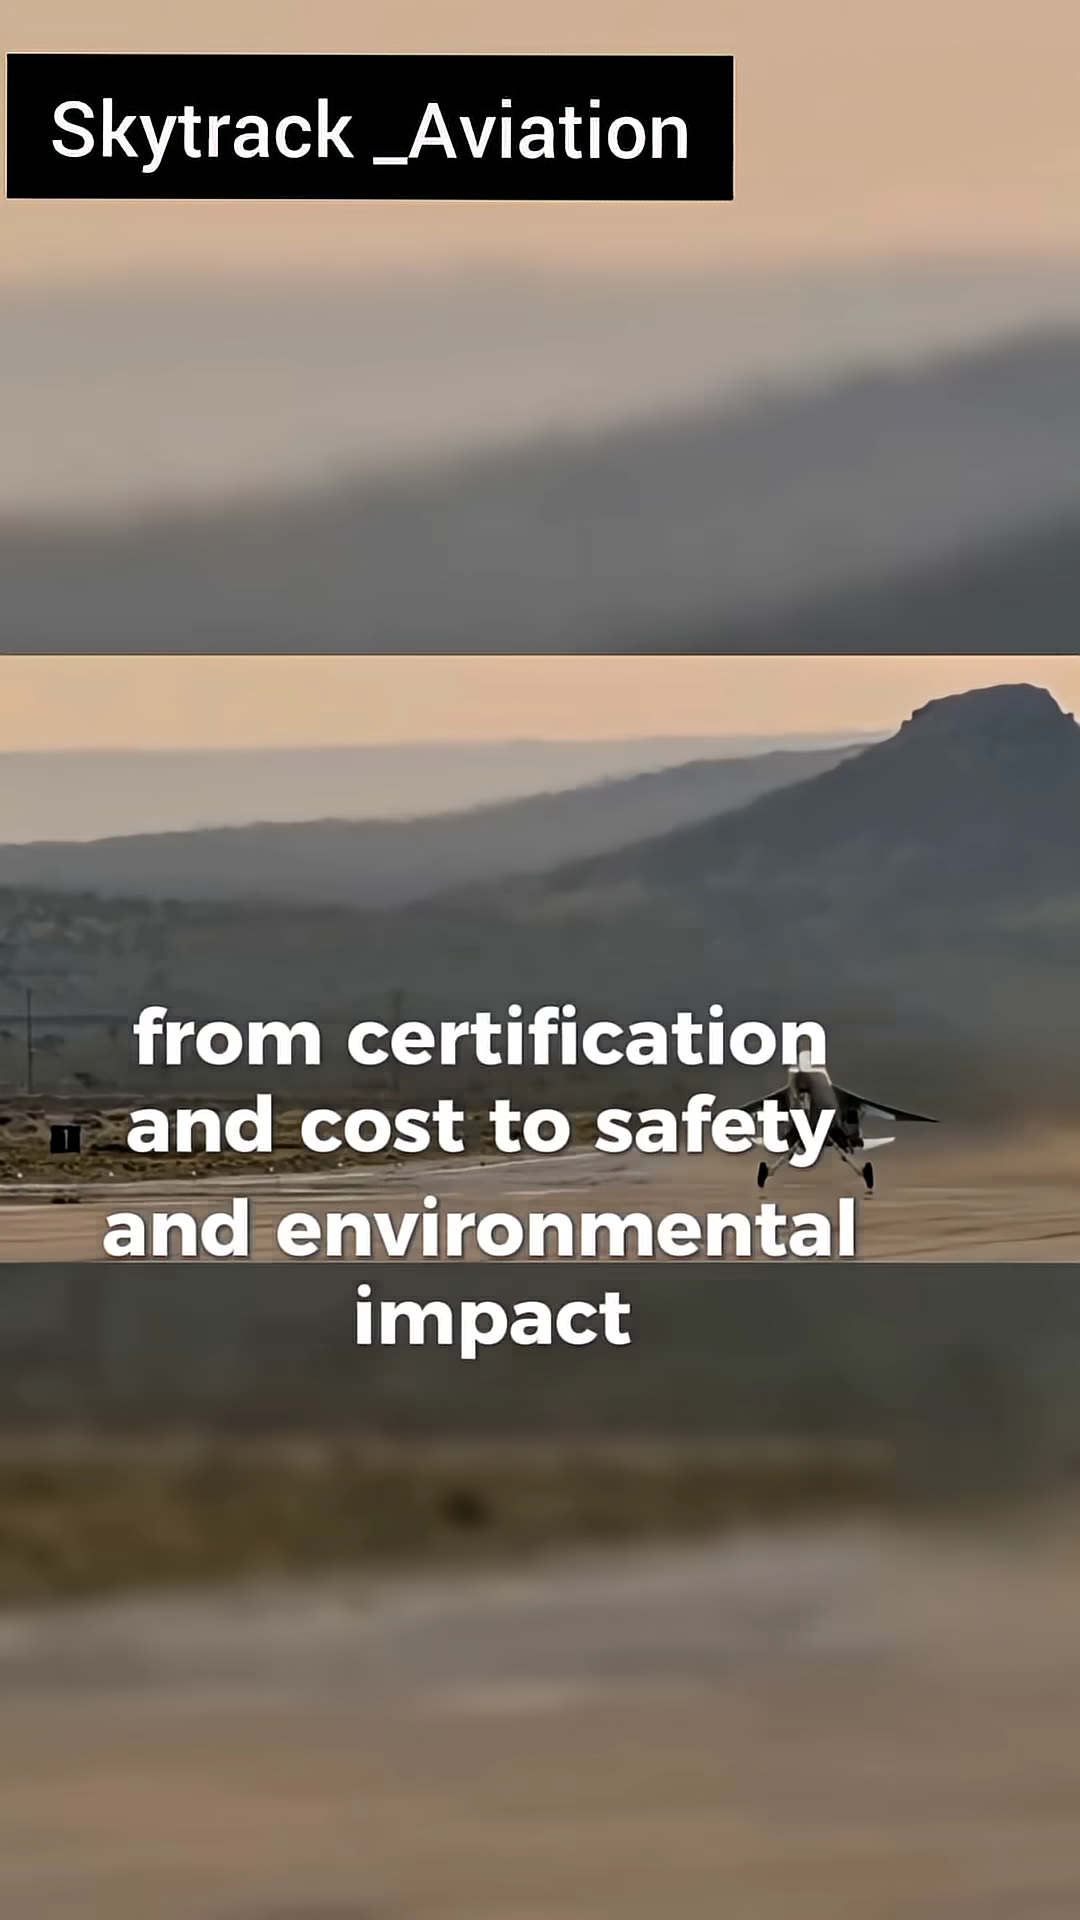 Skytrack _Aviation
from certification
and cost to safety
and environmental
impact